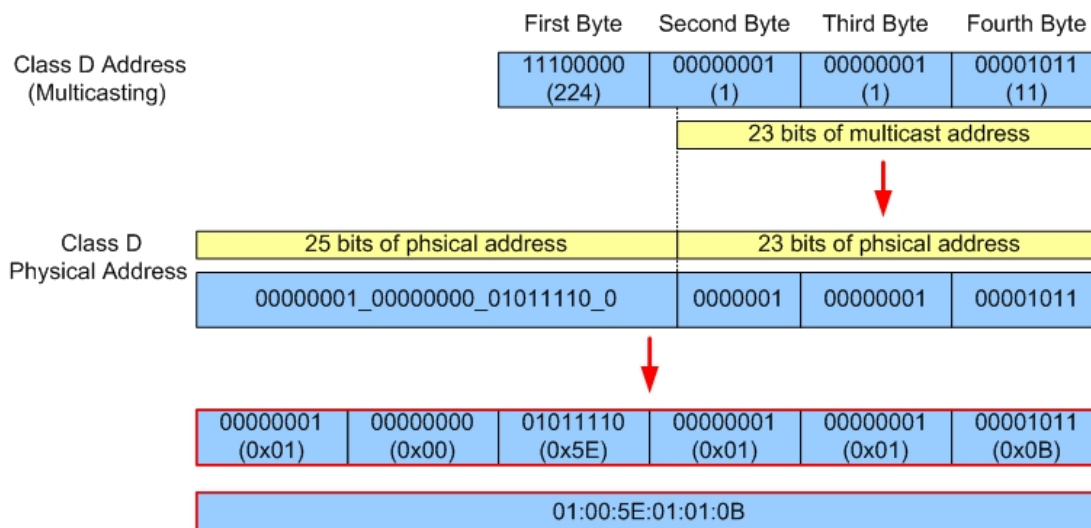 First Byte Second Byte Third Byte Fourth Byte
Class D Address
(Multicasting)
11100000 00000001 00000001 00001011
(224) (1) (1) (11)
23 bits of multicast address
Class D
Physical Address
25 bits of phsical address 23 bits of phsical address
00000001_00000000_01011110_0 0000001 00000001 00001011
00000001 00000000 01011110 00000001 00000001 00001011
(0x01) (0x00) (0x5E) (0x01) (0x01) (0x0B)
01:00:5E:01:01:0B